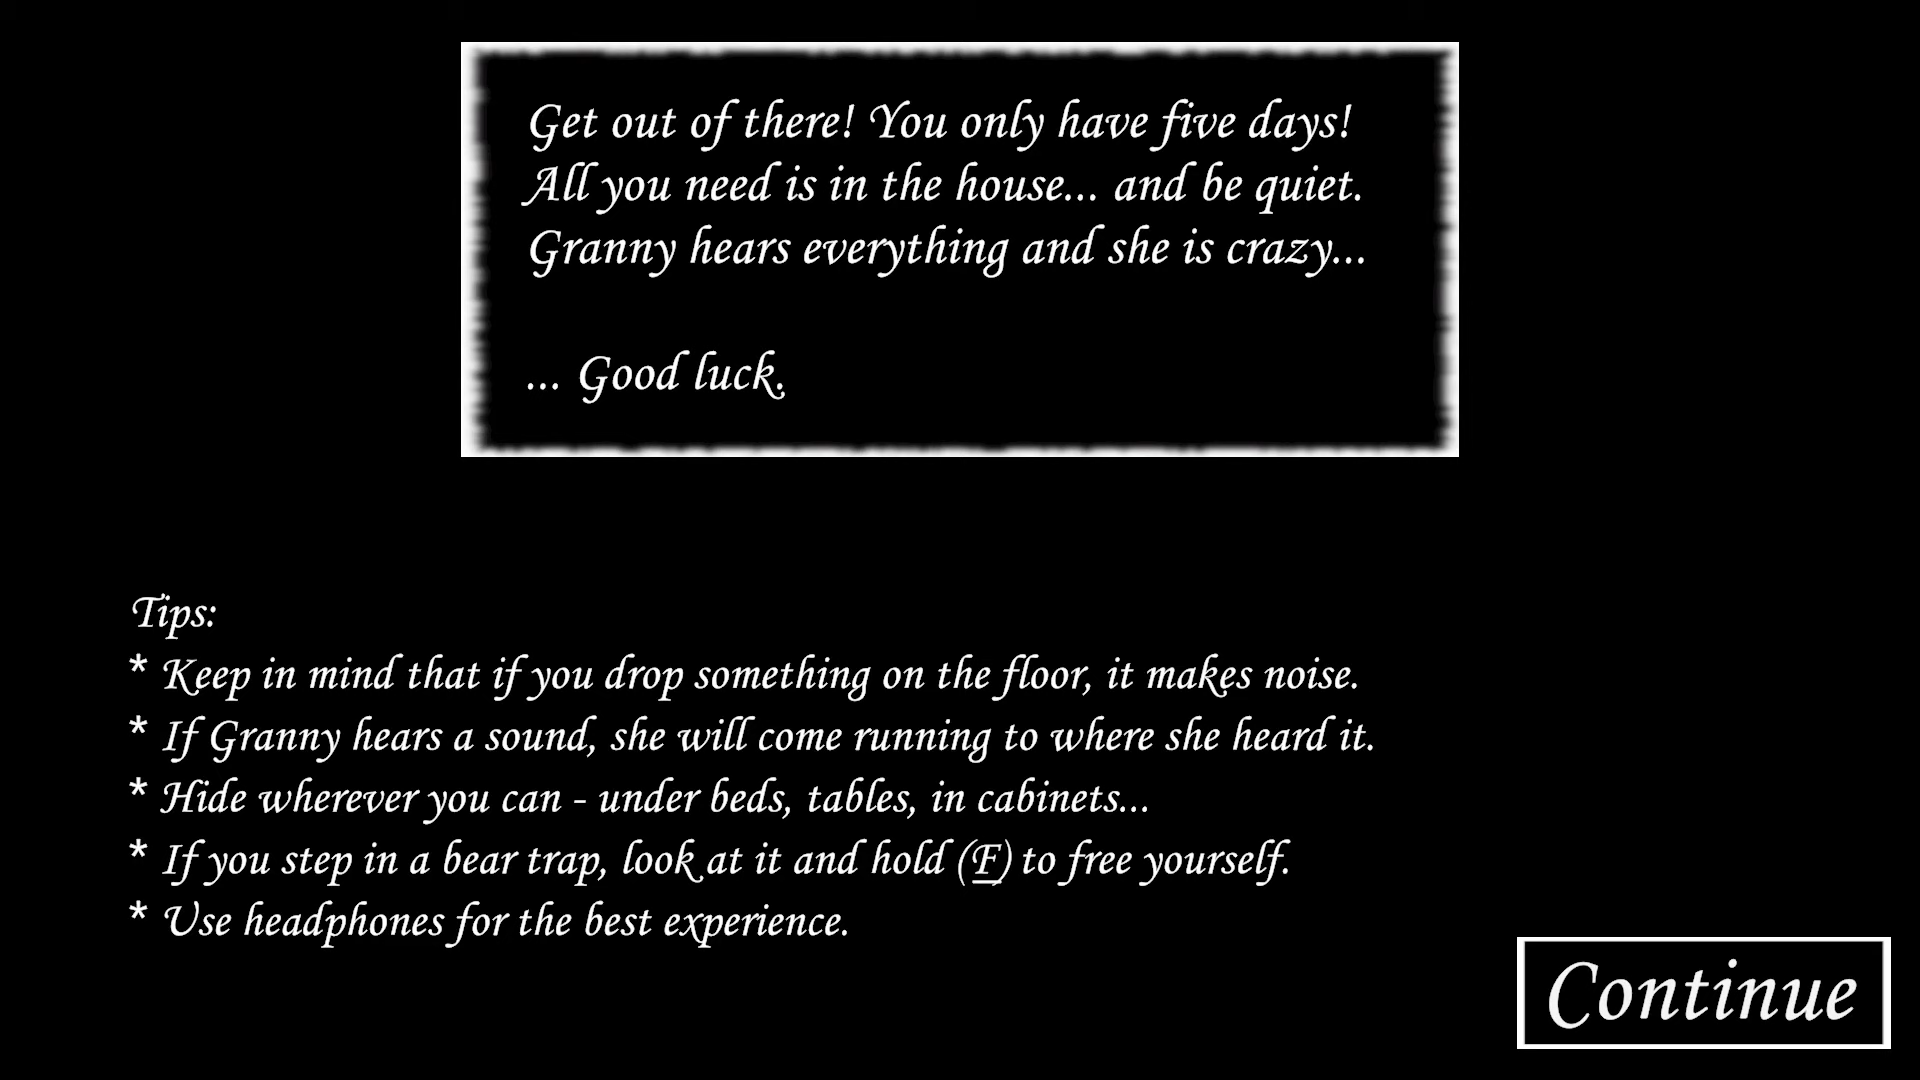 Get out of there! You only have five days!
All you need is in the house... and be quiet.
Granny hears everything and she is crazy...
... Good luck.
Tips:
* Keep in mind that if you drop something on the floor, it makes noise.
* If Granny hears a sound, she will come running to where she heard it.
* Hide wherever you can - under beds, tables, in cabinets...
* If you step in a bear trap, look at it and hold (F) to free yourself.
* Use headphones for the best experience.
Continue